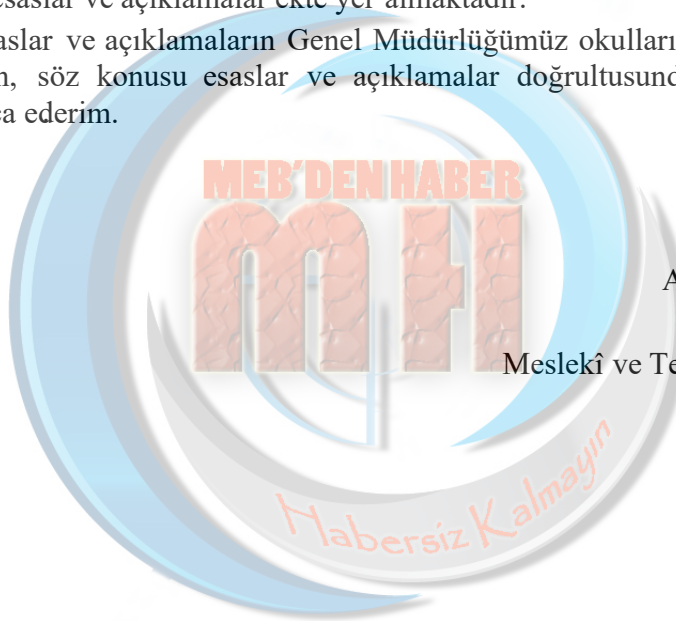 esaslar ve açıklamalar ekte yer almaktadır.
aslar ve açıklamaların Genel Müdürlüğümüz okulları
söz konusu esaslar ve açıklamalar doğrultusund
ederim.
MEB'DEN HABER
MH
A
Meslekî ve Te
Habersiz Kalmayın